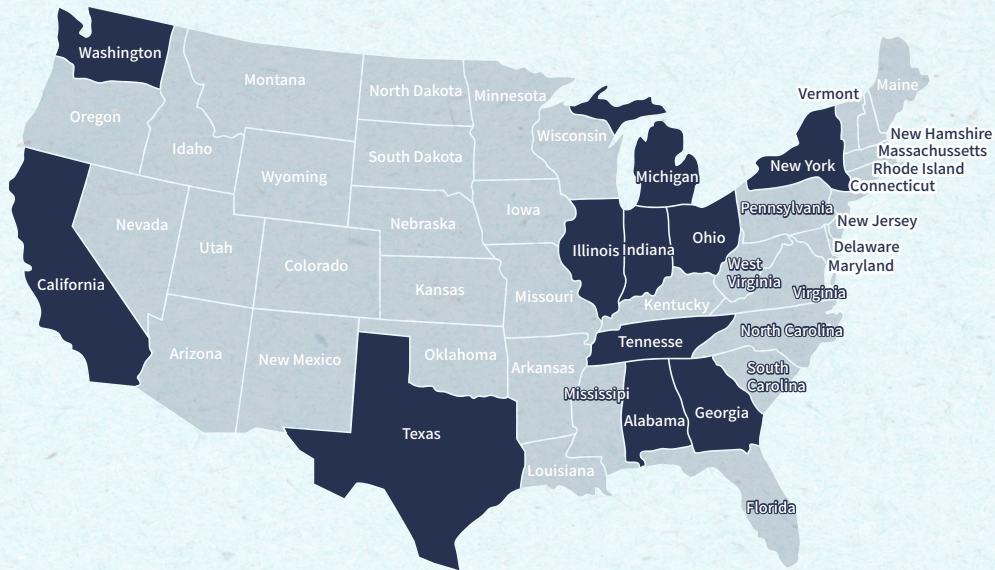 Washington
Montana
North Dakota
Minnesota
Maine
Vermont
Oregon
Idaho
Wyoming
South Dakota
Wisconsin
Michigan
New York
New Hamshire
Massachussetts
Rhode Island
Connecticut
Nevada
Utah
Colorado
Nebraska
Iowa
Illinois
Indiana
Ohio
Pennsylvania
New Jersey
Delaware
Maryland
California
Kansas
Missouri
Kentucky
West
Virginia
Virginia
Arizona
New Mexico
Oklahoma
Arkansas
Tennesse
North Carolina
South
Carolina
Texas
Louisiana
Mississipi
Alabama
Georgia
Florida